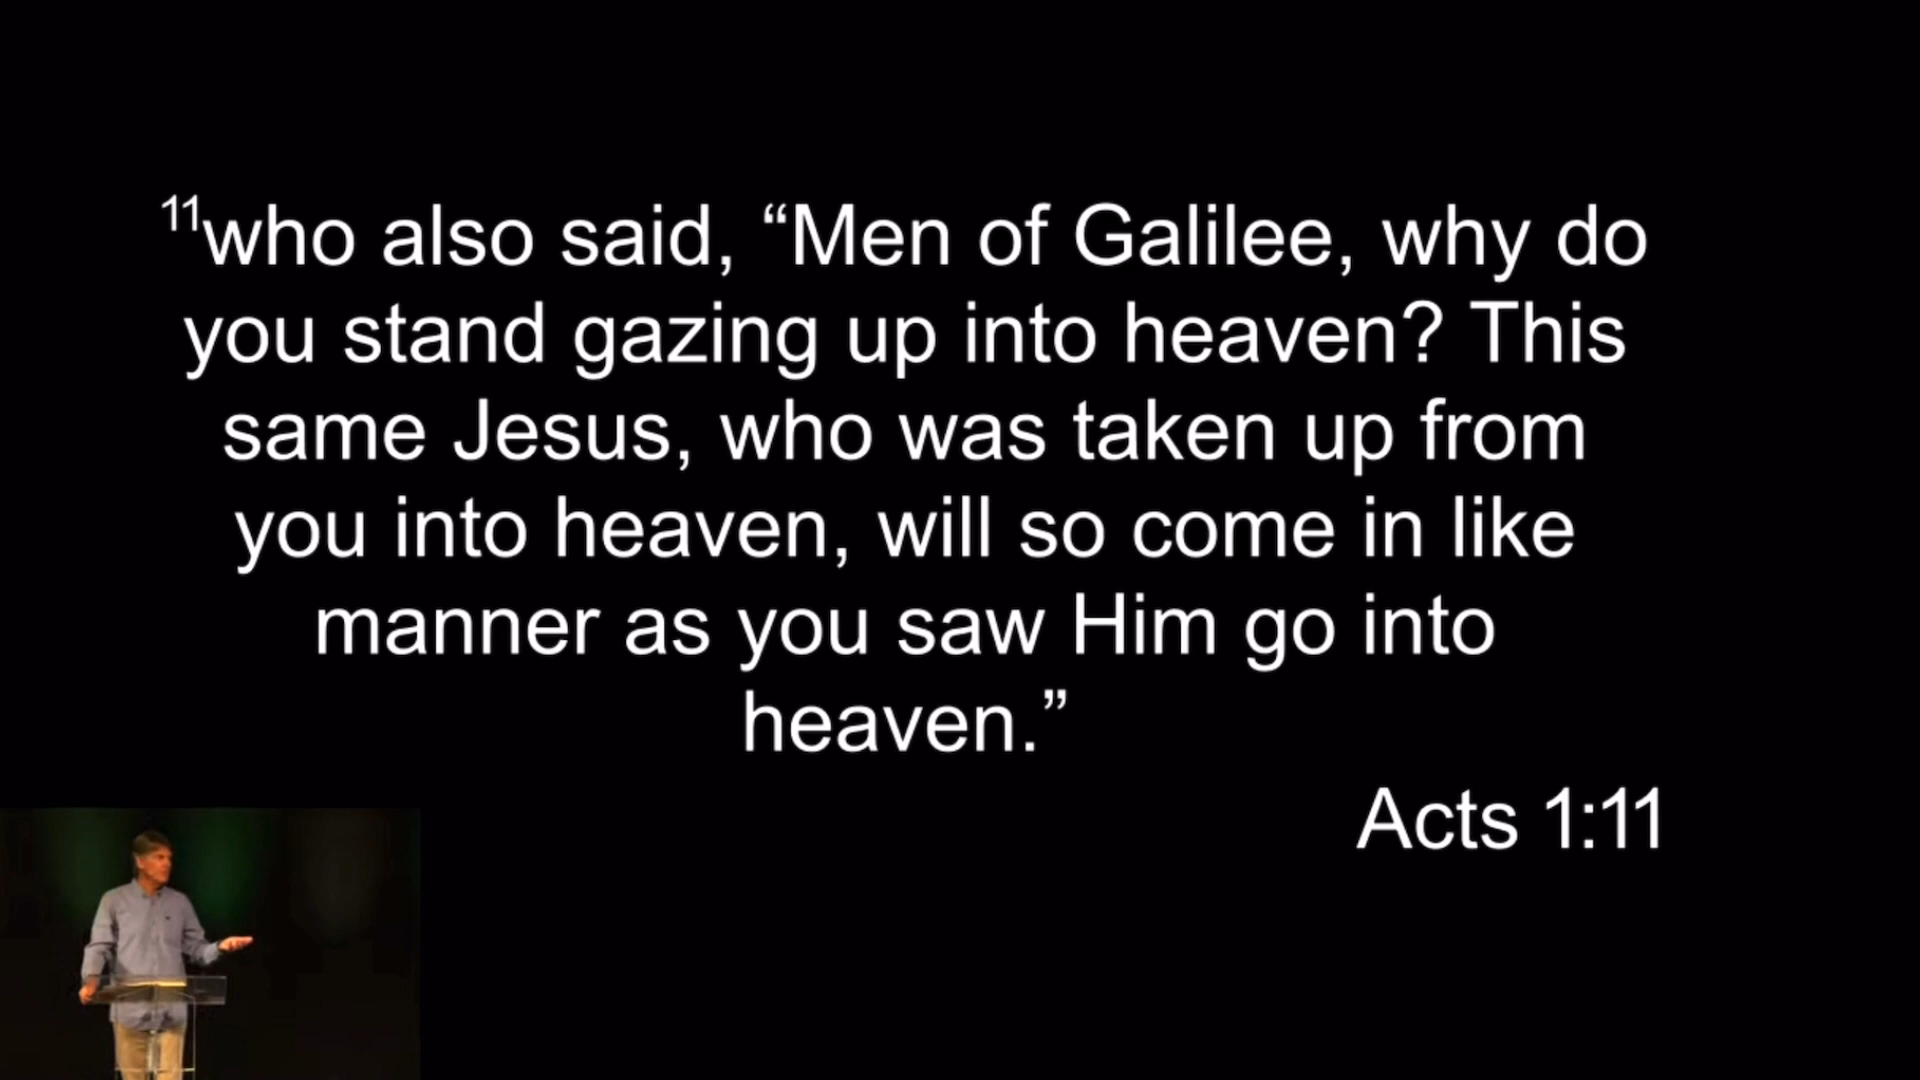 11who also said, “Men of Galilee, why do
you stand gazing up into heaven? This
same Jesus, who was taken up from
you into heaven, will so come in like
manner as you saw Him go into
heaven.”
Acts 1:11